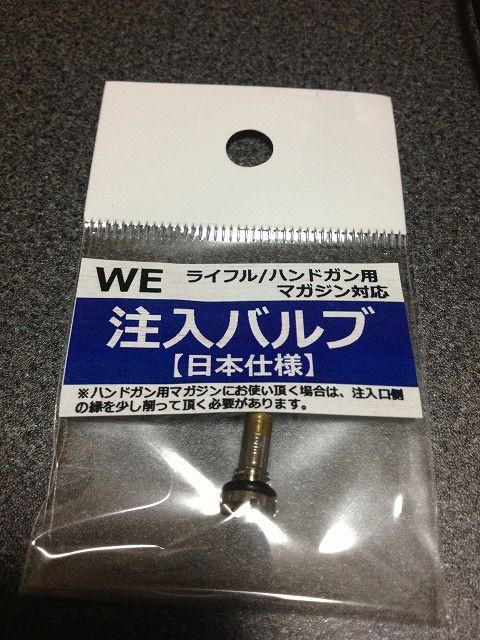 WE ライフル/ハンドガン用
マガジン対応
注入バルブ
【日本仕様】
※ハンドガン用マガジンにお使い頂く場合は、注入口側
の縁を少し削って頂く必要があります。